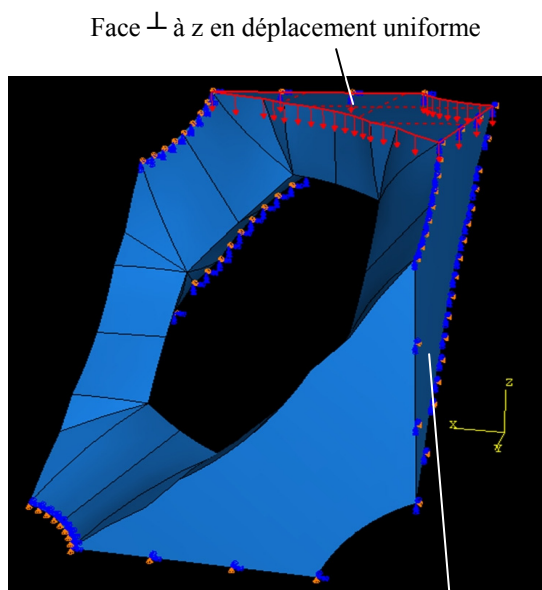 Face ⊥ à z en déplacement uniforme
z
x
Y